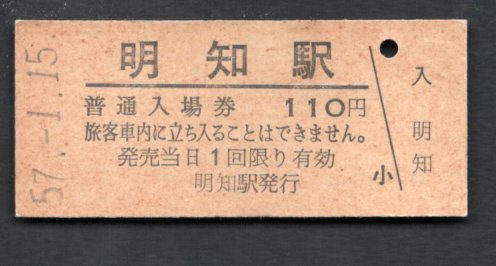 57.-1.15
明知駅
普通入場券 110円
旅客車内に立ち入ることはできません。
発売当日1回限り有効
明知駅発行
小
入
明
知